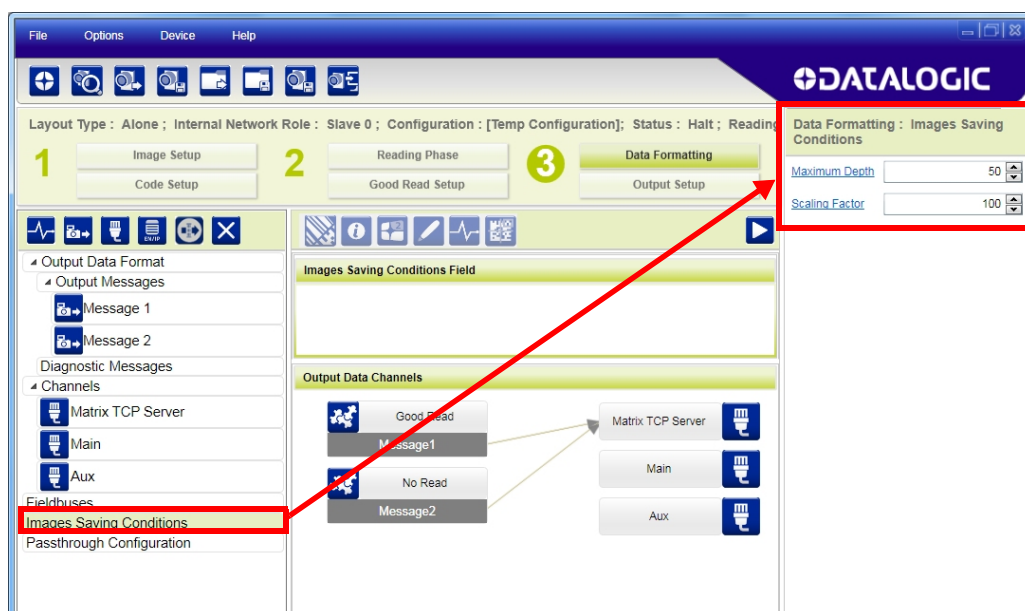 File Options Device Help
DATALOGIC
Layout Type : Alone ; Internal Network Role : Slave 0 ; Configuration : [Temp Configuration]; Status : Halt ; Reading
1
Image Setup
Code Setup
2
Reading Phase
Good Read Setup
3
Data Formatting
Output Setup
Data Formatting : Images Saving
Conditions
Maximum Depth 50
Scaling Factor 100
EN/IP
Output Data Format
Output Messages
Message 1
Message 2
Diagnostic Messages
Channels
Matrix TCP Server
Main
Aux
Fieldbuses
Images Saving Conditions
Passthrough Configuration
Images Saving Conditions Field
Output Data Channels
Good Read
Message1
No Read
Message2
Matrix TCP Server
Main
Aux